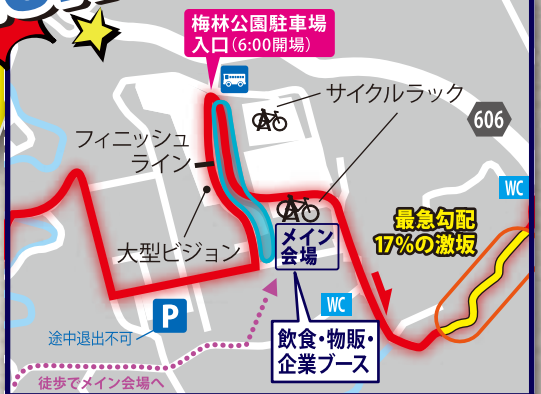 梅林公園駐車場
入口(6:00開場)
サイクルラック
606
フィニッシュ
ライン
WC
最急勾配
17%の激坂
大型ビジョン
メイン
会場
P
WC
途中退出不可
飲食・物販・
企業ブース
徒歩でメイン会場へ